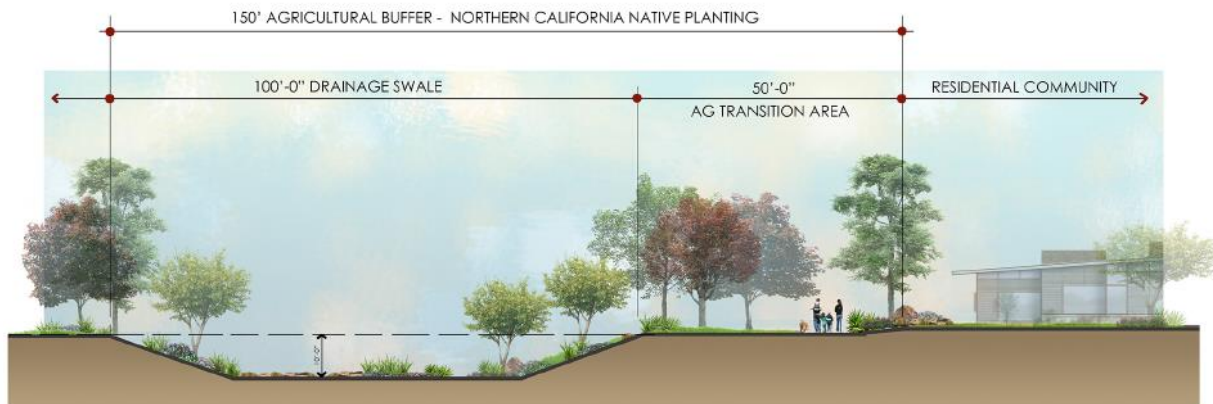 150' AGRICULTURAL BUFFER - NORTHERN CALIFORNIA NATIVE PLANTING
100'-0" DRAINAGE SWALE
50'-0"
AG TRANSITION AREA
RESIDENTIAL COMMUNITY